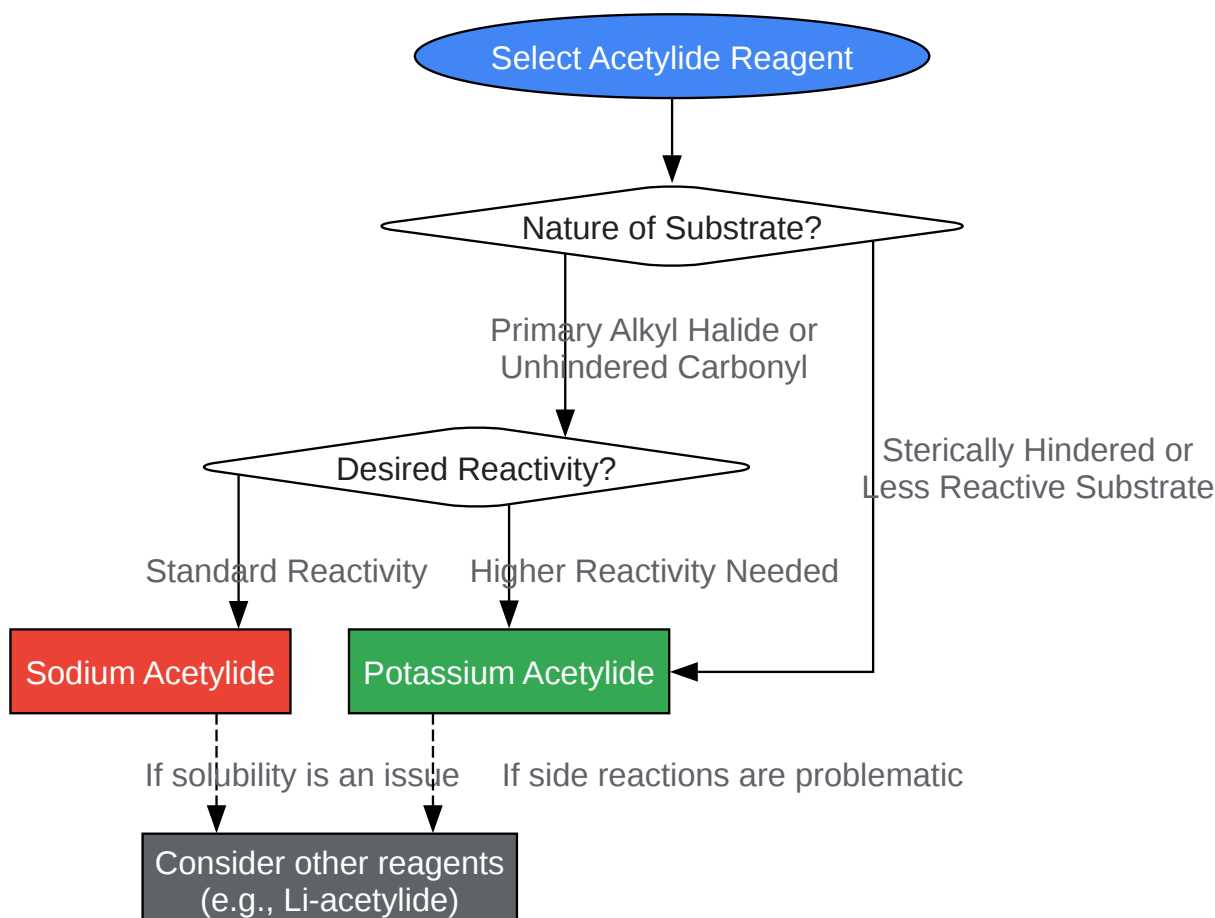 Select Acetylide Reagent
Nature of Substrate?
Primary Alkyl Halide or
Unhindered Carbonyl
Sterically Hindered or
Less Reactive Substrate
Desired Reactivity?
Standard Reactivity
Higher Reactivity Needed
Sodium Acetylide
Potassium Acetylide
If solubility is an issue
If side reactions are problematic
Consider other reagents
(e.g., Li-acetylide)